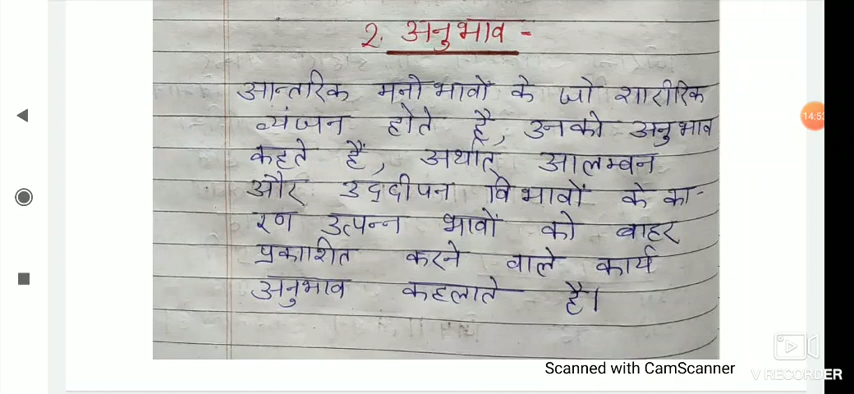 2. अनुभाव -
आन्तरिक मनोभावों के जो शारीरिक
व्यंजन होते है, उनको अनुभाव
कहते हैं, अर्थात् आलम्बन
और उद्दीपन विभावों के का-
रण उत्पन्न भावों को बाहर
प्रकाशित करने वाले कार्य
अनुभाव कहलाते है।
Scanned with CamScanner
V RECORDER